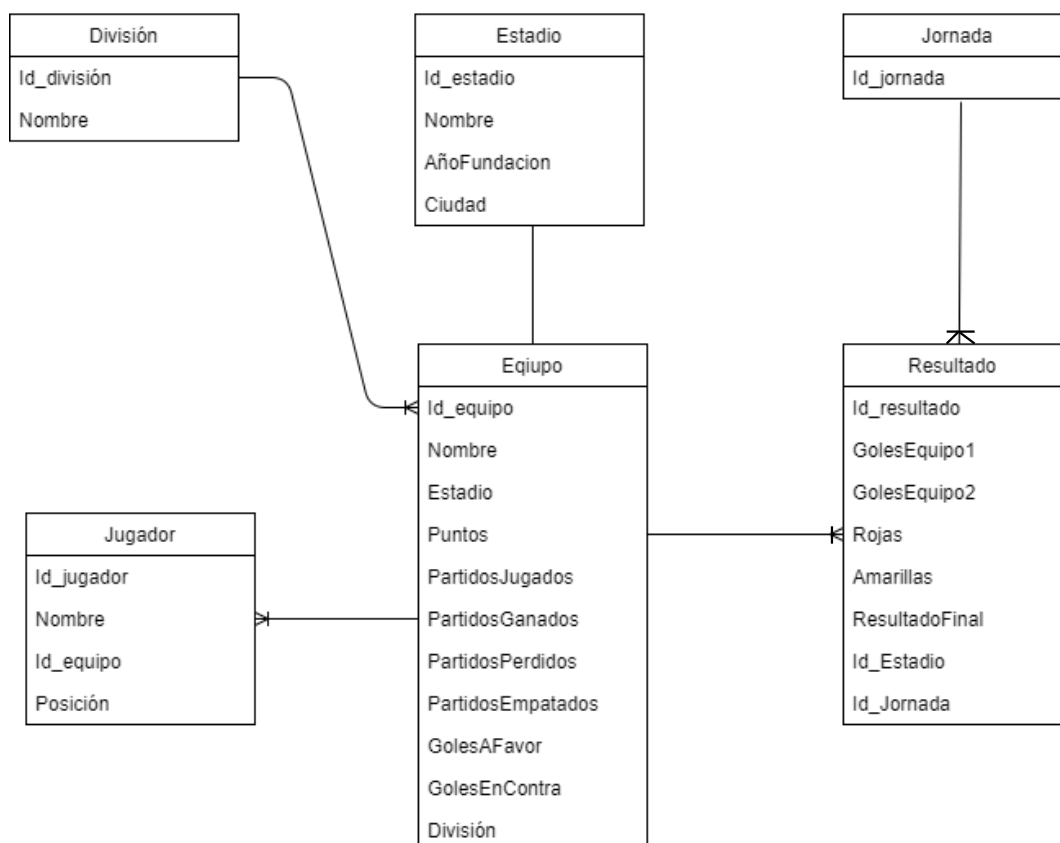 División
Id_división
Nombre
Estadio
Id_estadio
Nombre
AñoFundacion
Ciudad
Jornada
Id_jornada
Eqiupo
Id_equipo
Nombre
Estadio
Puntos
PartidosJugados
PartidosGanados
PartidosPerdidos
PartidosEmpatados
GolesAFavor
GolesEnContra
División
Resultado
Id_resultado
GolesEquipo1
GolesEquipo2
Rojas
Amarillas
ResultadoFinal
Id_Estadio
Id_Jornada
Jugador
Id_jugador
Nombre
Id_equipo
Posición